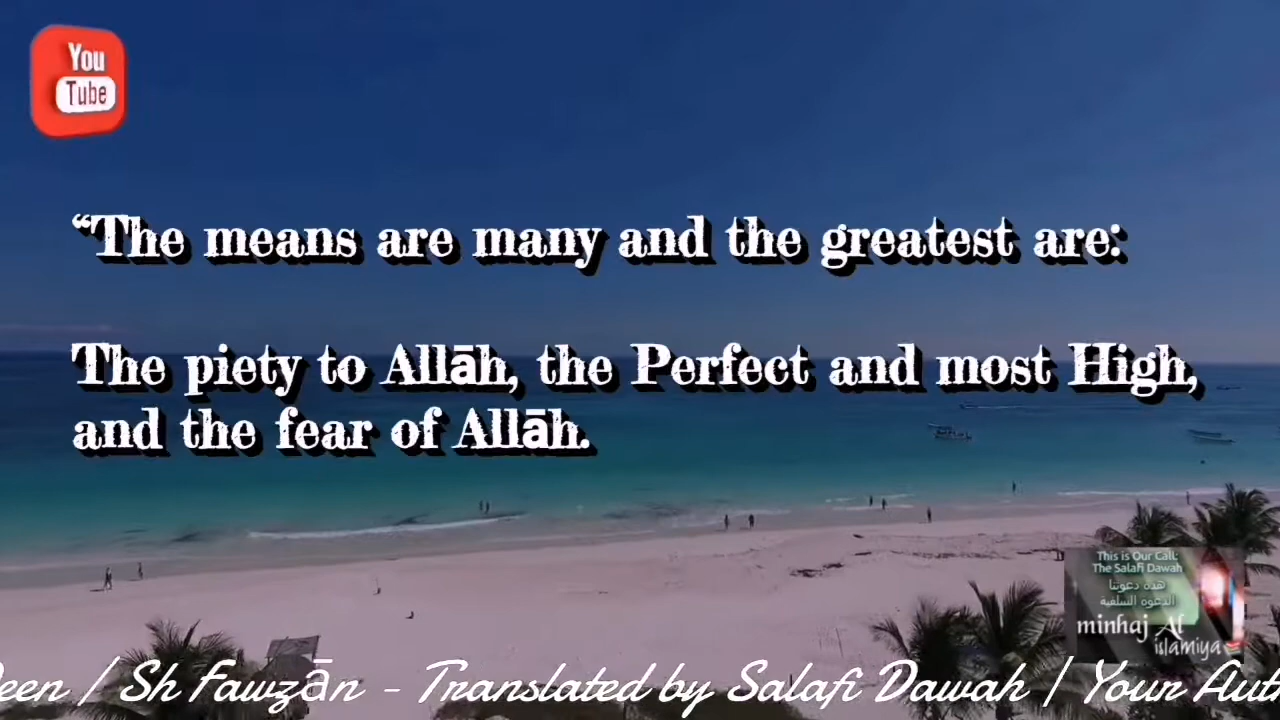 You
Tube
“The means are many and the greatest are:
The piety to Allāh, the Perfect and most High,
and the fear of Allāh.
This is Our Call:
The Salafi Dawah
هذه دعوتنا
الدعوة السلفية
minhaj Al
islamiya
Deen / Sh Fawzān - Translated by Salafi Dawah | Your Auth